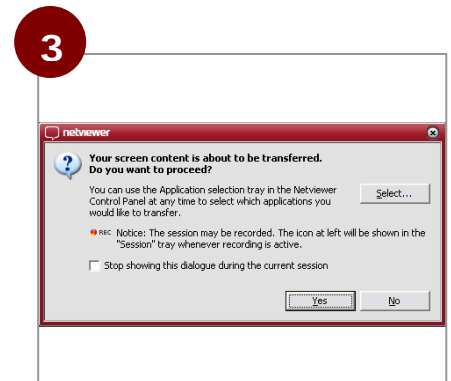 3
netviewer
?
Your screen content is about to be transferred.
Do you want to proceed?
You can use the Application selection tray in the Netviewer
Control Panel at any time to select which applications you
would like to transfer.
Select...
REC Notice: The session may be recorded. The icon at left will be shown in the
"Session" tray whenever recording is active.
Stop showing this dialogue during the current session
Yes No